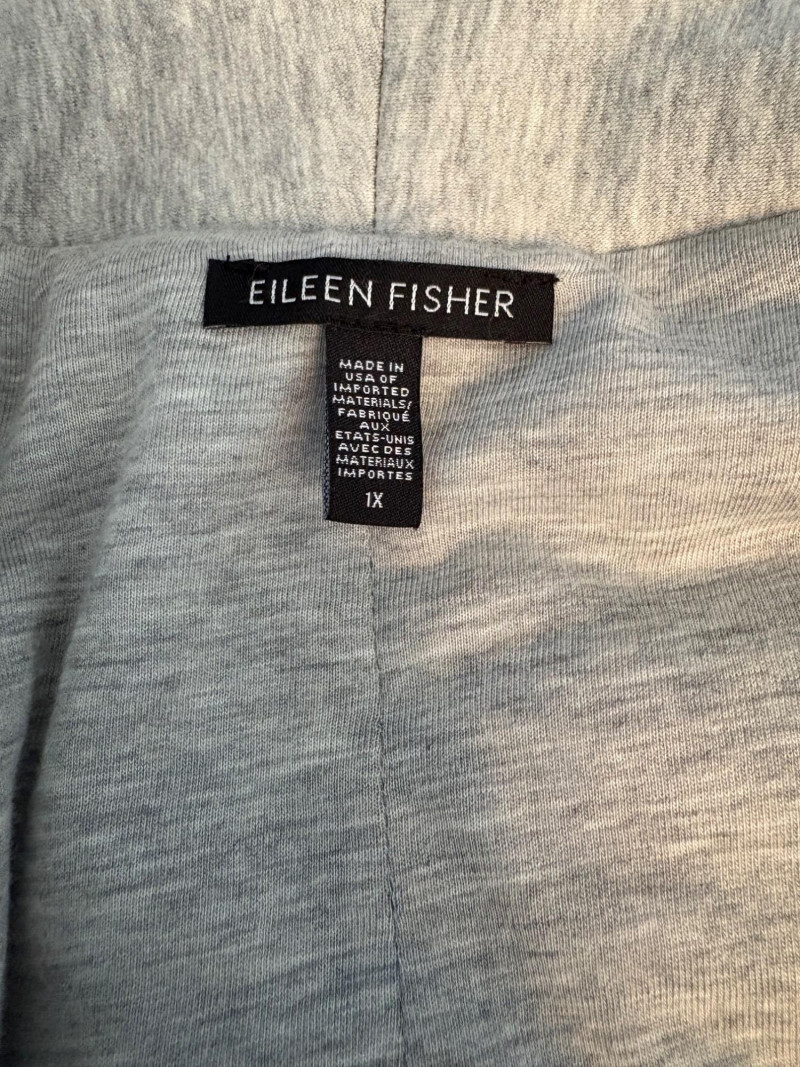 EILEEN FISHER
MADE IN
USA OF
IMPORTED
MATERIALS/
FABRIQUÉ
AUX
ETATS-UNIS
AVEC DES
MATERIAUX
IMPORTES
1X